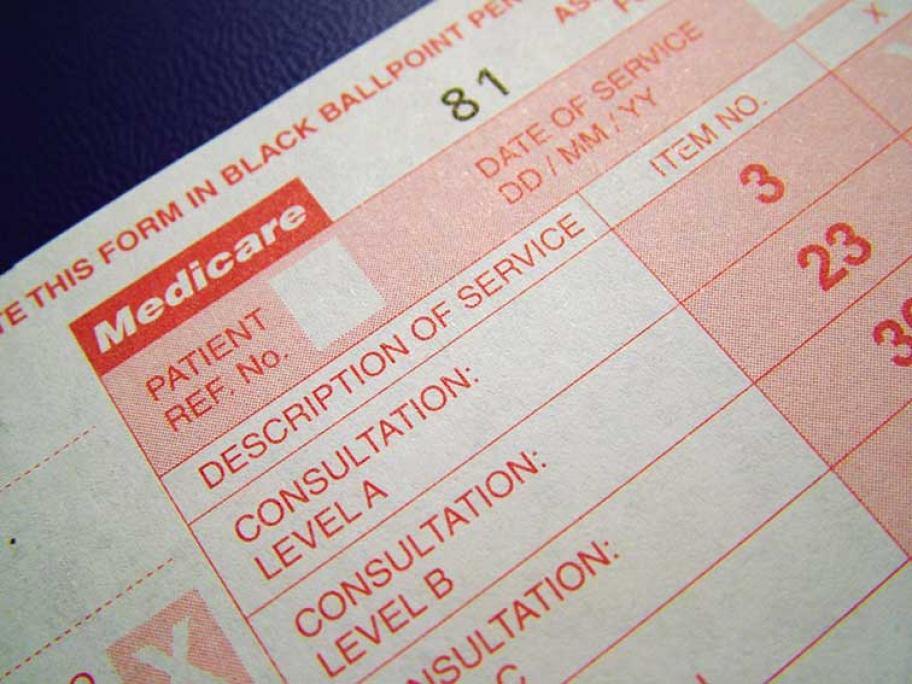 THIS FORM IN BLACK BALLPOINT
81
Medicare
PATIENT
REF. No.
DATE OF SERVICE
DD / MM / YY
ITEM NO.
X
DESCRIPTION OF SERVICE
CONSULTATION:
LEVEL A
3
CONSULTATION:
LEVEL B
23
X